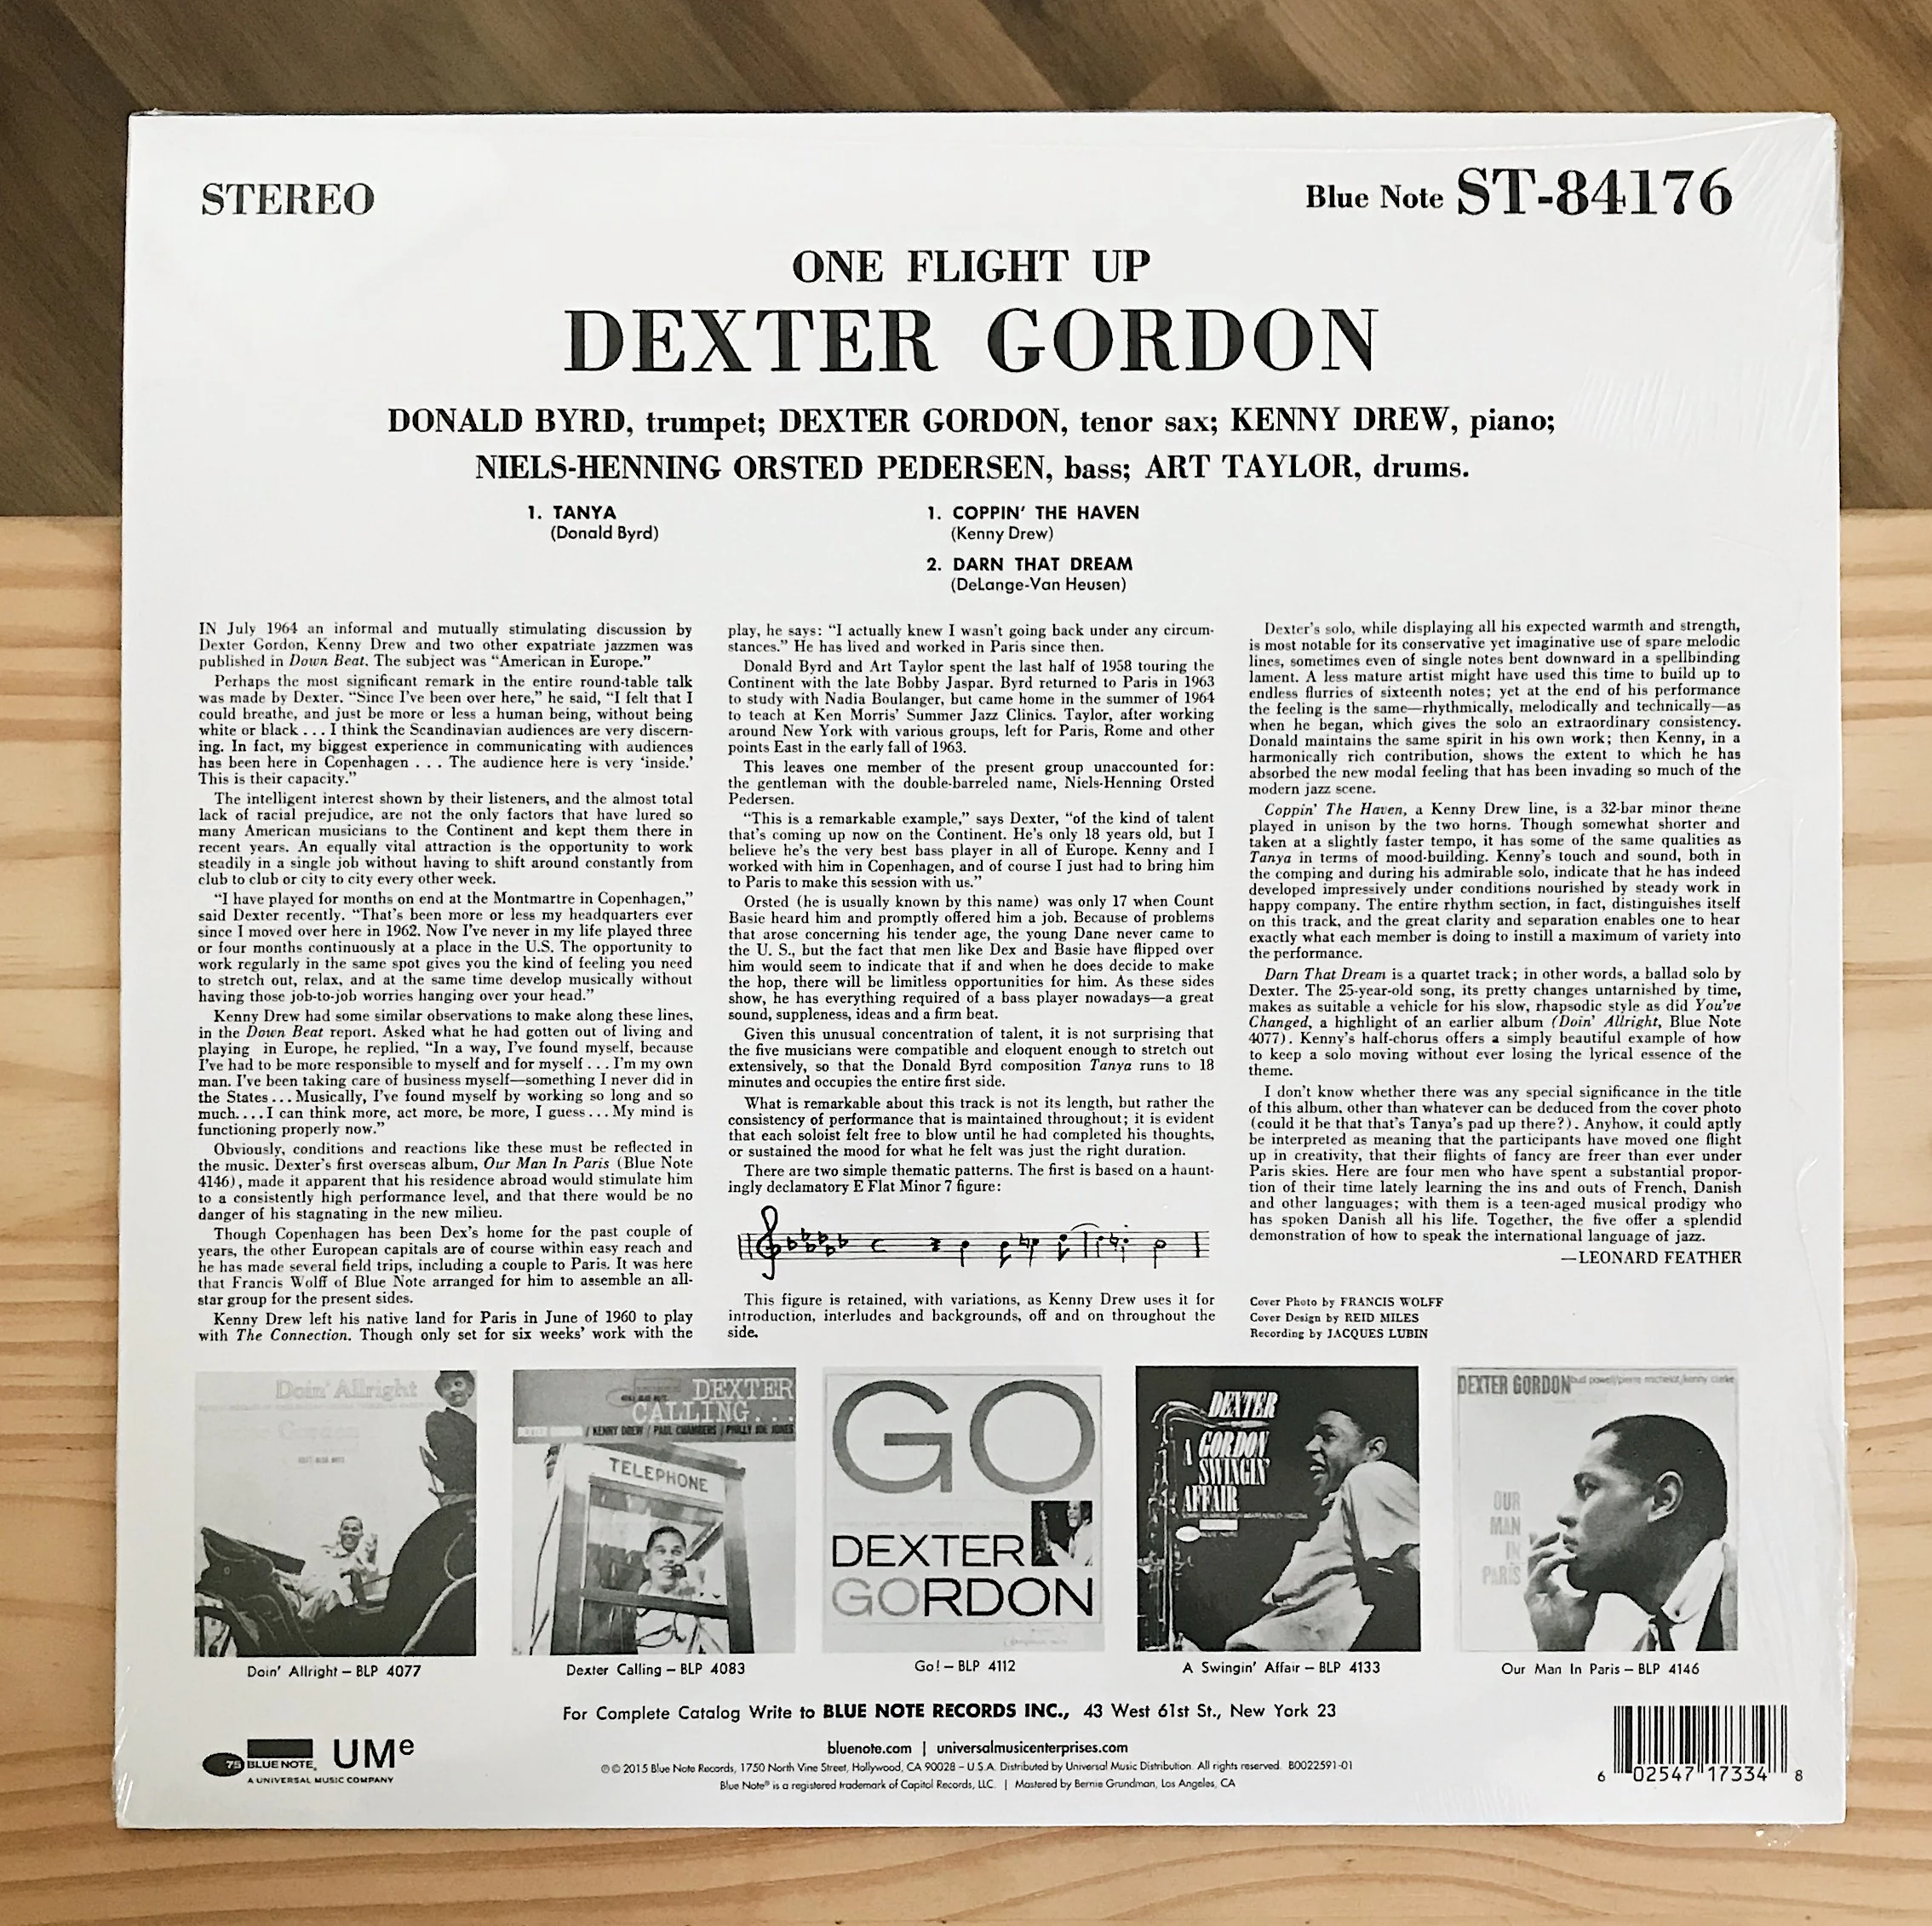 STEREO
Blue Note ST-84176
ONE FLIGHT UP
DEXTER GORDON
DONALD BYRD, trumpet; DEXTER GORDON, tenor sax; KENNY DREW, piano;
NIELS-HENNING ORSTED PEDERSEN, bass; ART TAYLOR, drums.
1. TANYA
(Donald Byrd)
1. COPPIN' THE HAVEN
(Kenny Drew)
2. DARN THAT DREAM
(DeLange-Van Heusen)
IN July 1964 an informal and mutually stimulating discussion by
Dexter Gordon, Kenny Drew and two other expatriate jazzmen was
published in Down Beat. The subject was "American in Europe."
Perhaps the most significant remark in the entire round-table talk
was made by Dexter. "Since I've been over here," he said, "I felt that I
could breathe, and just be more or less a human being, without being
white or black . . . I think the Scandinavian audiences are very discern-
ing. In fact, my biggest experience in communicating with audiences
has been here in Copenhagen . . . The audience here is very 'inside.'
This is their capacity."
The intelligent interest shown by their listeners, and the almost total
lack of racial prejudice, are not the only factors that have lured so
many American musicians to the Continent and kept them there in
recent years. An equally vital attraction is the opportunity to work
steadily in a single job without having to shift around constantly from
club to club or city to city every other week.
"I have played for months on end at the Montmartre in Copenhagen,"
said Dexter recently. "That's been more or less my headquarters ever
since I moved over here in 1962. Now I've never in my life played three
or four months continuously at a place in the U.S. The opportunity to
work regularly in the same spot gives you the kind of feeling you need
to stretch out, relax, and at the same time develop musically without
having those job-to-job worries hanging over your head."
Kenny Drew had some similar observations to make along these lines,
in the Down Beat report. Asked what he had gotten out of living and
playing in Europe, he replied, "In a way, I've found myself, because
I've had to be more responsible to myself and for myself . . . I'm my own
man. I've been taking care of business myself—something I never did in
the States . . . Musically, I've found myself by working so long and so
much. . . . I can think more, act more, be more, I guess . . . My mind is
functioning properly now."
Obviously, conditions and reactions like these must be reflected in
the music. Dexter's first overseas album, Our Man In Paris (Blue Note
4146), made it apparent that his residence abroad would stimulate him
to a consistently high performance level, and that there would be no
danger of his stagnating in the new milieu.
Though Copenhagen has been Dex's home for the past couple of
years, the other European capitals are of course within easy reach and
he has made several field trips, including a couple to Paris. It was here
that Francis Wolff of Blue Note arranged for him to assemble an all-
star group for the present sides.
Kenny Drew left his native land for Paris in June of 1960 to play
with The Connection. Though only set for six weeks' work with the
play, he says: "I actually knew I wasn't going back under any circum-
stances." He has lived and worked in Paris since then.
Donald Byrd and Art Taylor spent the last half of 1958 touring the
Continent with the late Bobby Jaspar. Byrd returned to Paris in 1963
to study with Nadia Boulanger, but came home in the summer of 1964
to teach at Ken Morris' Summer Jazz Clinics. Taylor, after working
around New York with various groups, left for Paris, Rome and other
points East in the early fall of 1963.
This leaves one member of the present group unaccounted for:
the gentleman with the double-barreled name, Niels-Henning Orsted
Pedersen.
"This is a remarkable example," says Dexter, "of the kind of talent
that's coming up now on the Continent. He's only 18 years old, but I
believe he's the very best bass player in all of Europe. Kenny and I
worked with him in Copenhagen, and of course I just had to bring him
to Paris to make this session with us."
Orsted (he is usually known by this name) was only 17 when Count
Basie heard him and promptly offered him a job. Because of problems
that arose concerning his tender age, the young Dane never came to
the U. S., but the fact that men like Dex and Basie have flipped over
him would seem to indicate that if and when he does decide to make
the hop, there will be limitless opportunities for him. As these sides
show, he has everything required of a bass player nowadays—a great
sound, suppleness, ideas and a firm beat.
Given this unusual concentration of talent, it is not surprising that
the five musicians were compatible and eloquent enough to stretch out
extensively, so that the Donald Byrd composition Tanya runs to 18
minutes and occupies the entire first side.
What is remarkable about this track is not its length, but rather the
consistency of performance that is maintained throughout; it is evident
that each soloist felt free to blow until he had completed his thoughts,
or sustained the mood for what he felt was just the right duration.
There are two simple thematic patterns. The first is based on a haunt-
ingly declamatory E Flat Minor 7 figure:
This figure is retained, with variations, as Kenny Drew uses it for
introduction, interludes and backgrounds, off and on throughout the
side.
Dexter's solo, while displaying all his expected warmth and strength,
is most notable for its conservative yet imaginative use of spare melodic
lines, sometimes even of single notes bent downward in a spellbinding
lament. A less mature artist might have used this time to build up to
endless flurries of sixteenth notes; yet at the end of his performance
the feeling is the same—rhythmically, melodically and technically—as
when he began, which gives the solo an extraordinary consistency.
Donald maintains the same spirit in his own work; then Kenny, in a
harmonically rich contribution, shows the extent to which he has
absorbed the new modal feeling that has been invading so much of the
modern jazz scene.
Coppin' The Haven, a Kenny Drew line, is a 32-bar minor theme
played in unison by the two horns. Though somewhat shorter and
taken at a slightly faster tempo, it has some of the same qualities as
Tanya in terms of mood-building. Kenny's touch and sound, both in
the comping and during his admirable solo, indicate that he has indeed
developed impressively under conditions nourished by steady work in
happy company. The entire rhythm section, in fact, distinguishes itself
on this track, and the great clarity and separation enables one to hear
exactly what each member is doing to instill a maximum of variety into
the performance.
Darn That Dream is a quartet track; in other words, a ballad solo by
Dexter. The 25-year-old song, its pretty changes untarnished by time,
makes as suitable a vehicle for his slow, rhapsodic style as did You've
Changed, a highlight of an earlier album (Doin' Allright, Blue Note
4077). Kenny's half-chorus offers a simply beautiful example of how
to keep a solo moving without ever losing the lyrical essence of the
theme.
I don't know whether there was any special significance in the title
of this album, other than whatever can be deduced from the cover photo
(could it be that that's Tanya's pad up there?). Anyhow, it could aptly
be interpreted as meaning that the participants have moved one flight
up in creativity, that their flights of fancy are freer than ever under
Paris skies. Here are four men who have spent a substantial propor-
tion of their time lately learning the ins and outs of French, Danish
and other languages; with them is a teen-aged musical prodigy who
has spoken Danish all his life. Together, the five offer a splendid
demonstration of how to speak the international language of jazz.
—LEONARD FEATHER
Cover Photo by FRANCIS WOLFF
Cover Design by REID MILES
Recording by JACQUES LUBIN
Doin' Allright
Gordon
DEXTER
CALLING...
DEXTER GORDON / KENNY DREW / PAUL CHAMBERS / PHILLY JOE JONES
TELEPHONE
GO
DEXTER
GORDON
DEXTER
GORDON
A SWINGIN'
AFFAIR
DEXTER GORDON bud powell/pierre michelot/kenny clarke
OUR
MAN
IN
PARIS
Doin' Allright – BLP 4077
Dexter Calling – BLP 4083
Go! – BLP 4112
A Swingin' Affair – BLP 4133
Our Man In Paris – BLP 4146
For Complete Catalog Write to BLUE NOTE RECORDS INC., 43 West 61st St., New York 23
75 BLUE NOTE
A UNIVERSAL MUSIC COMPANY
UMe
bluenote.com | universalmusicenterprises.com
℗ © 2015 Blue Note Records, 1750 North Vine Street, Hollywood, CA 90028 – U.S.A. Distributed by Universal Music Distribution. All rights reserved. B0022591-01
Blue Note® is a registered trademark of Capitol Records, LLC. | Mastered by Bernie Grundman, Los Angeles, CA
6 02547 17334 8